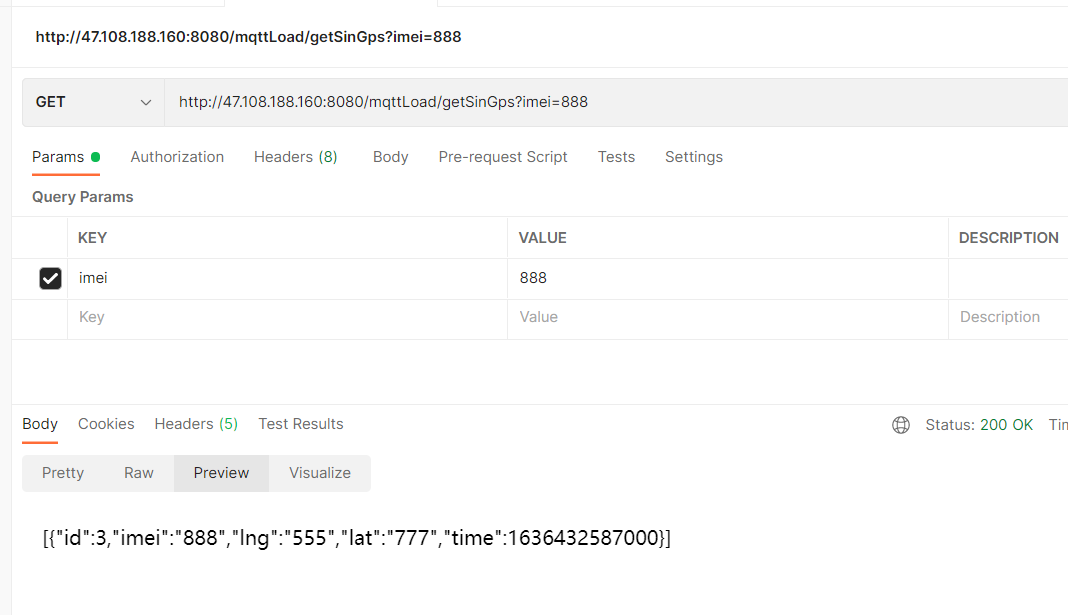 http://47.108.188.160:8080/mqttLoad/getSinGps?imei=888
GET http://47.108.188.160:8080/mqttLoad/getSinGps?imei=888
Params Authorization Headers (8) Body Pre-request Script Tests Settings
Query Params
KEY VALUE DESCRIPTION
imei 888
Key Value Description
Body Cookies Headers (5) Test Results Status: 200 OK
Pretty Raw Preview Visualize
[{"id":3,"imei":"888","lng":"555","lat":"777","time":1636432587000}]